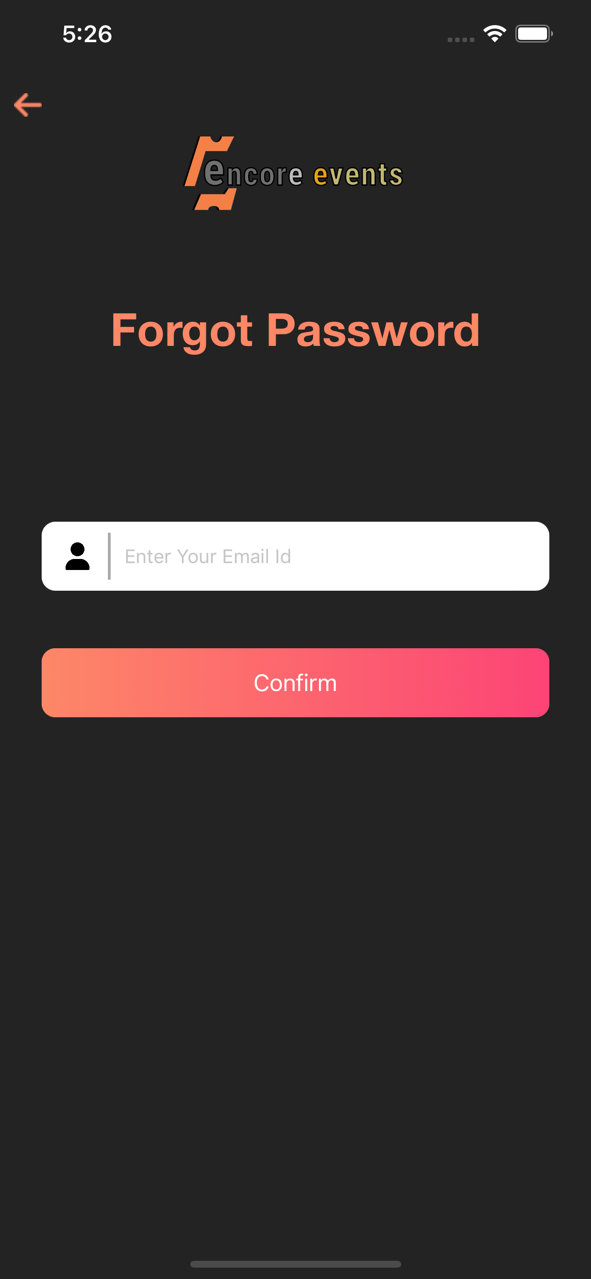 5:26
encore events
Forgot Password
Enter Your Email Id
Confirm